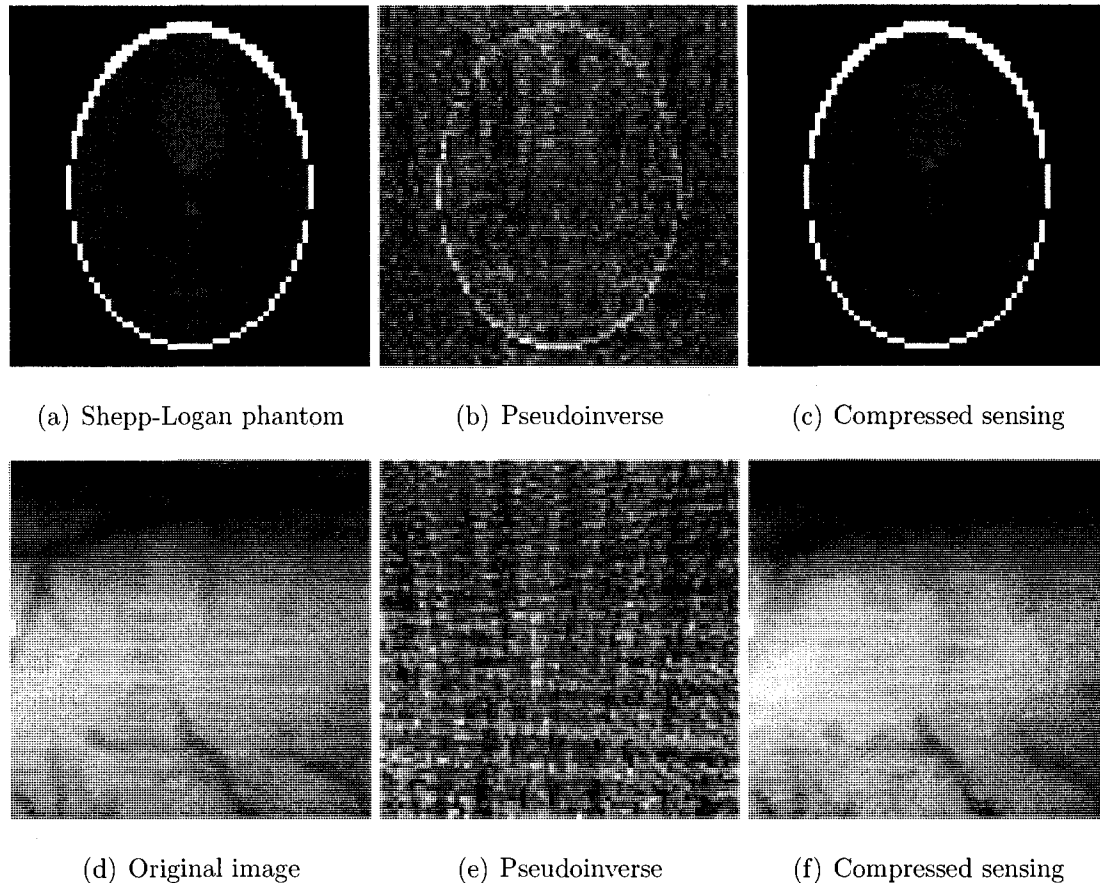 (a) Shepp-Logan phantom
(b) Pseudoinverse
(c) Compressed sensing
(d) Original image
(e) Pseudoinverse
(f) Compressed sensing